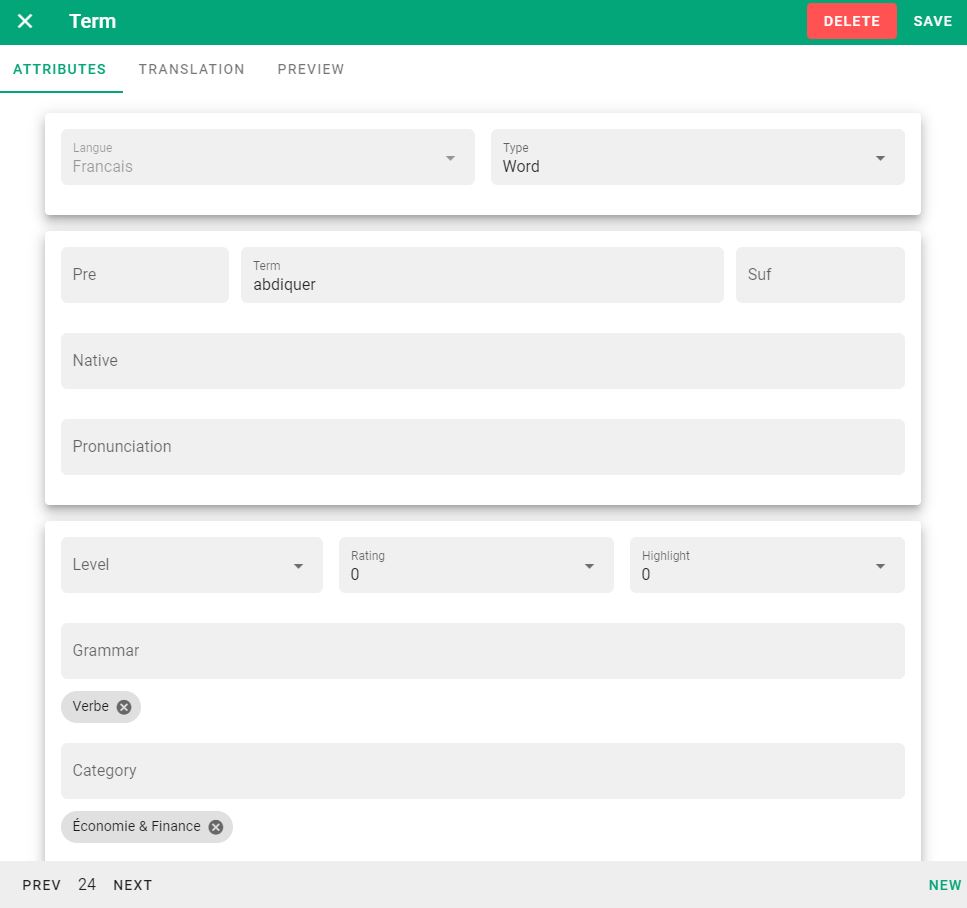 Term
DELETE
SAVE
ATTRIBUTES
TRANSLATION
PREVIEW
Langue
Francais
Type
Word
Pre
Term
abdiquer
Suf
Native
Pronunciation
Level
Rating
0
Highlight
0
Grammar
Verbe
Category
Économie & Finance
PREV
24
NEXT
NEW